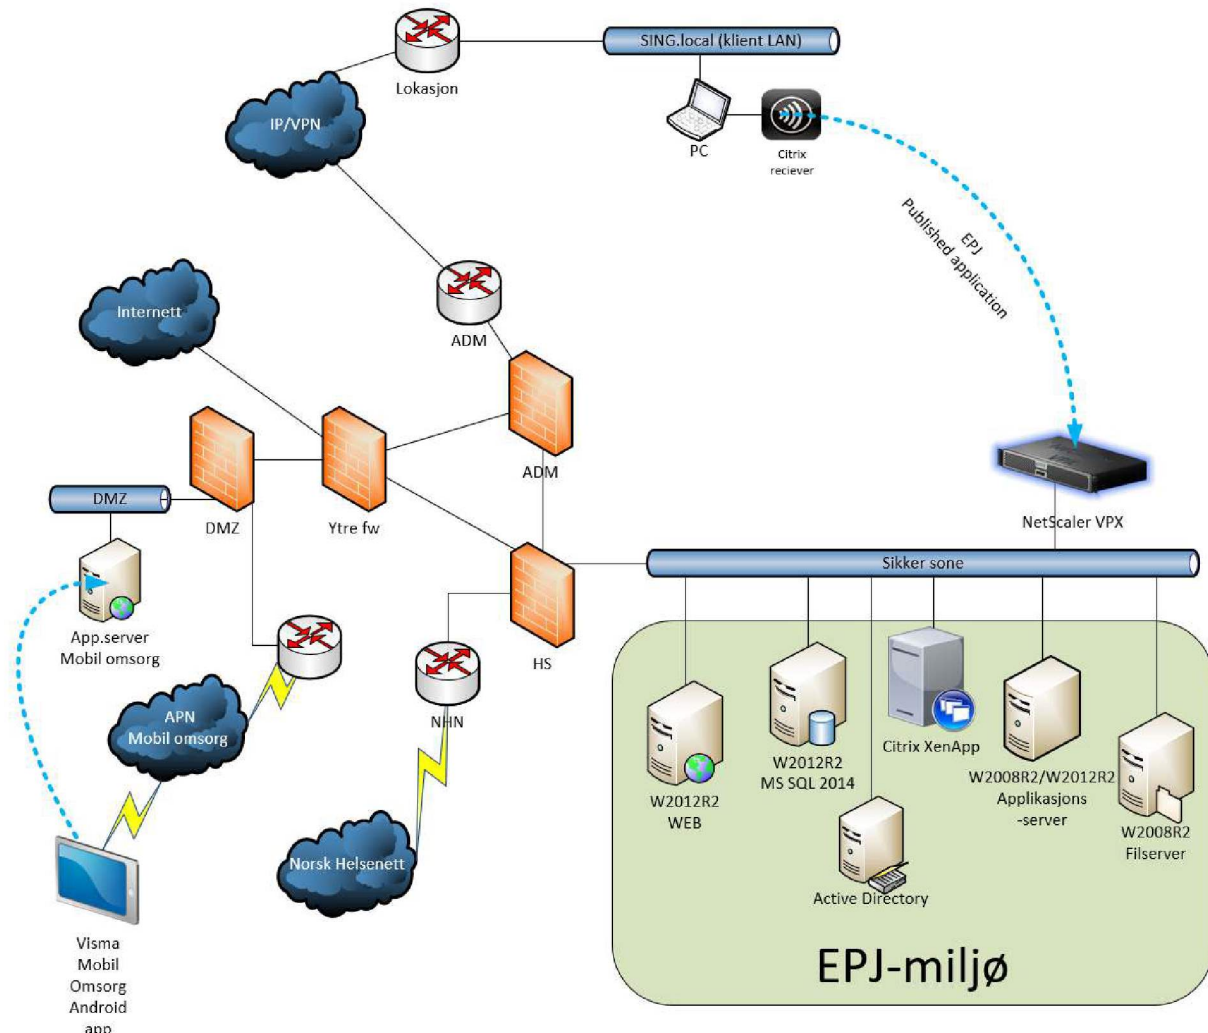 SING.local (klient LAN)
Lokasjon
IP/VPN
PC
Citrix
reciever
EPJ
Published application
Internett
ADM
ADM
DMZ
DMZ
Ytre fw
NetScaler VPX
Sikker sone
App.server
Mobil omsorg
HS
APN
Mobil omsorg
NHN
Citrix XenApp
W2012R2
MS SQL 2014
W2008R2/W2012R2
Applikasjons
-server
W2012R2
WEB
W2008R2
Filserver
Norsk Helsenett
Active Directory
Visma
Mobil
Omsorg
Android
app
EPJ-miljø